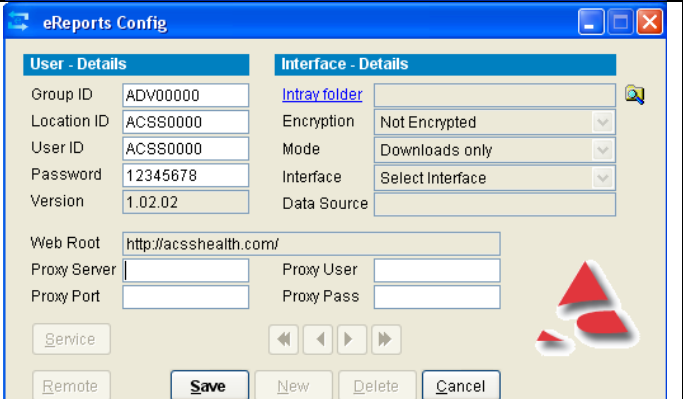 eReports Config
User - Details
Interface - Details
Group ID ADV00000
Intray folder
Location ID ACSS0000
Encryption Not Encrypted
User ID ACSS0000
Mode Downloads only
Password 12345678
Interface Select Interface
Version 1.02.02
Data Source
Web Root http://acsshealth.com/
Proxy Server
Proxy User
Proxy Port
Proxy Pass
Service
Remote Save New Delete Cancel